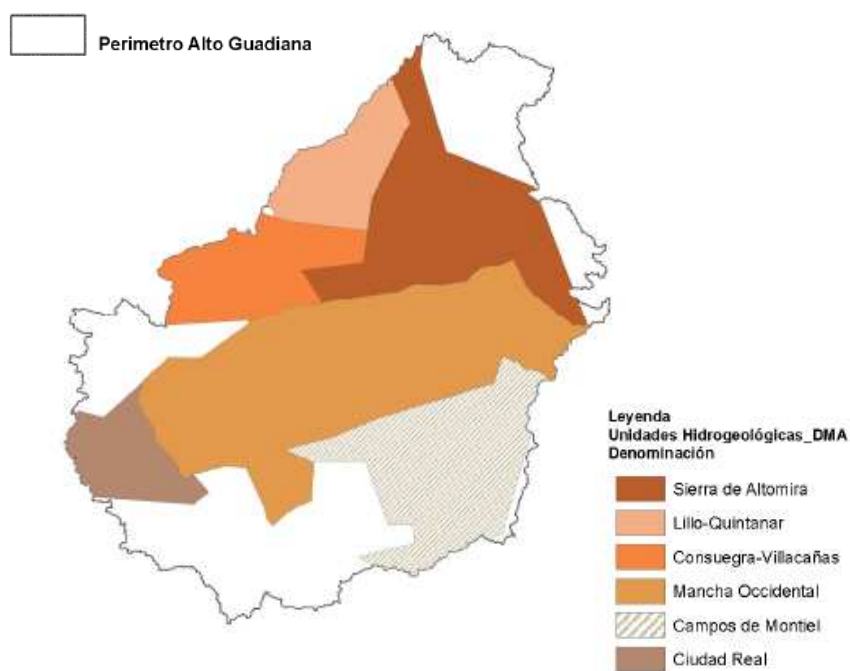 Perimetro Alto Guadiana
Leyenda
Unidades Hidrogeológicas_DMA
Denominación
Sierra de Altomira
Lillo-Quintanar
Consuegra-Villacañas
Mancha Occidental
Campos de Montiel
Ciudad Real